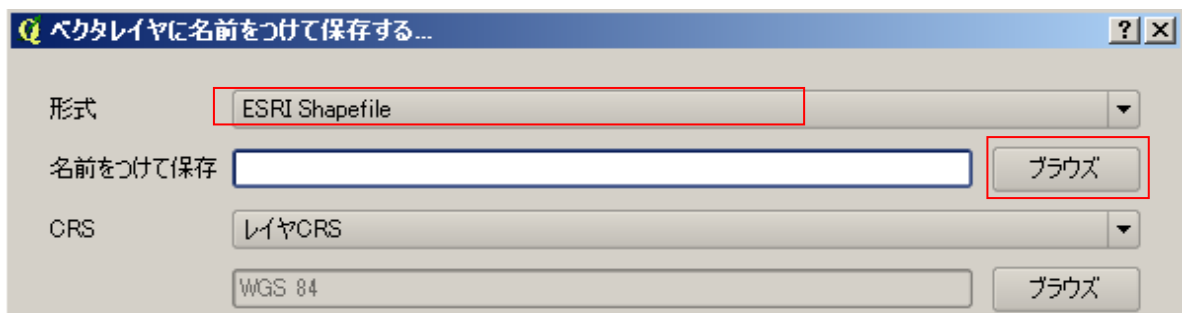 ベクタレイヤに名前をつけて保存する...
形式 ESRI Shapefile
名前をつけて保存 ブラウズ
CRS レイヤCRS
WGS 84 ブラウズ